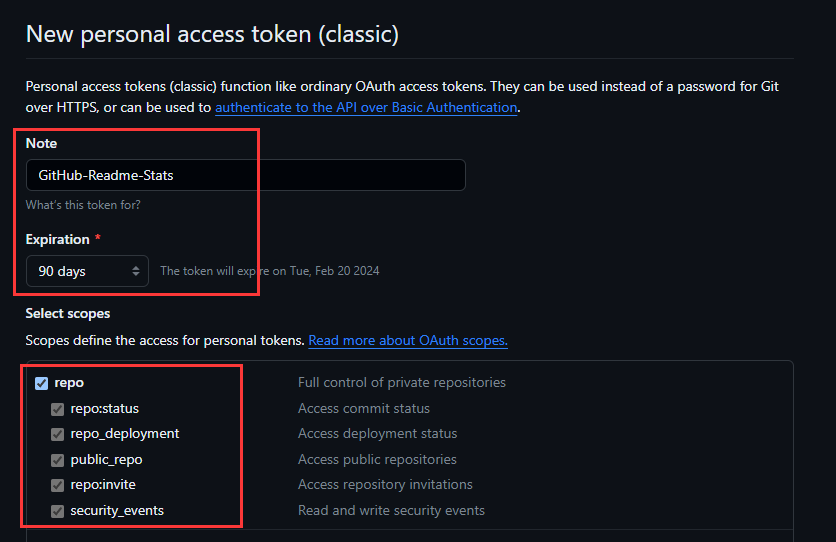 New personal access token (classic)
Personal access tokens (classic) function like ordinary OAuth access tokens. They can be used instead of a password for Git
over HTTPS, or can be used to authenticate to the API over Basic Authentication.
Note
GitHub-Readme-Stats
What's this token for?
Expiration *
90 days The token will expire on Tue, Feb 20 2024
Select scopes
Scopes define the access for personal tokens. Read more about OAuth scopes.
repo Full control of private repositories
repo:status Access commit status
repo_deployment Access deployment status
public_repo Access public repositories
repo:invite Access repository invitations
security_events Read and write security events